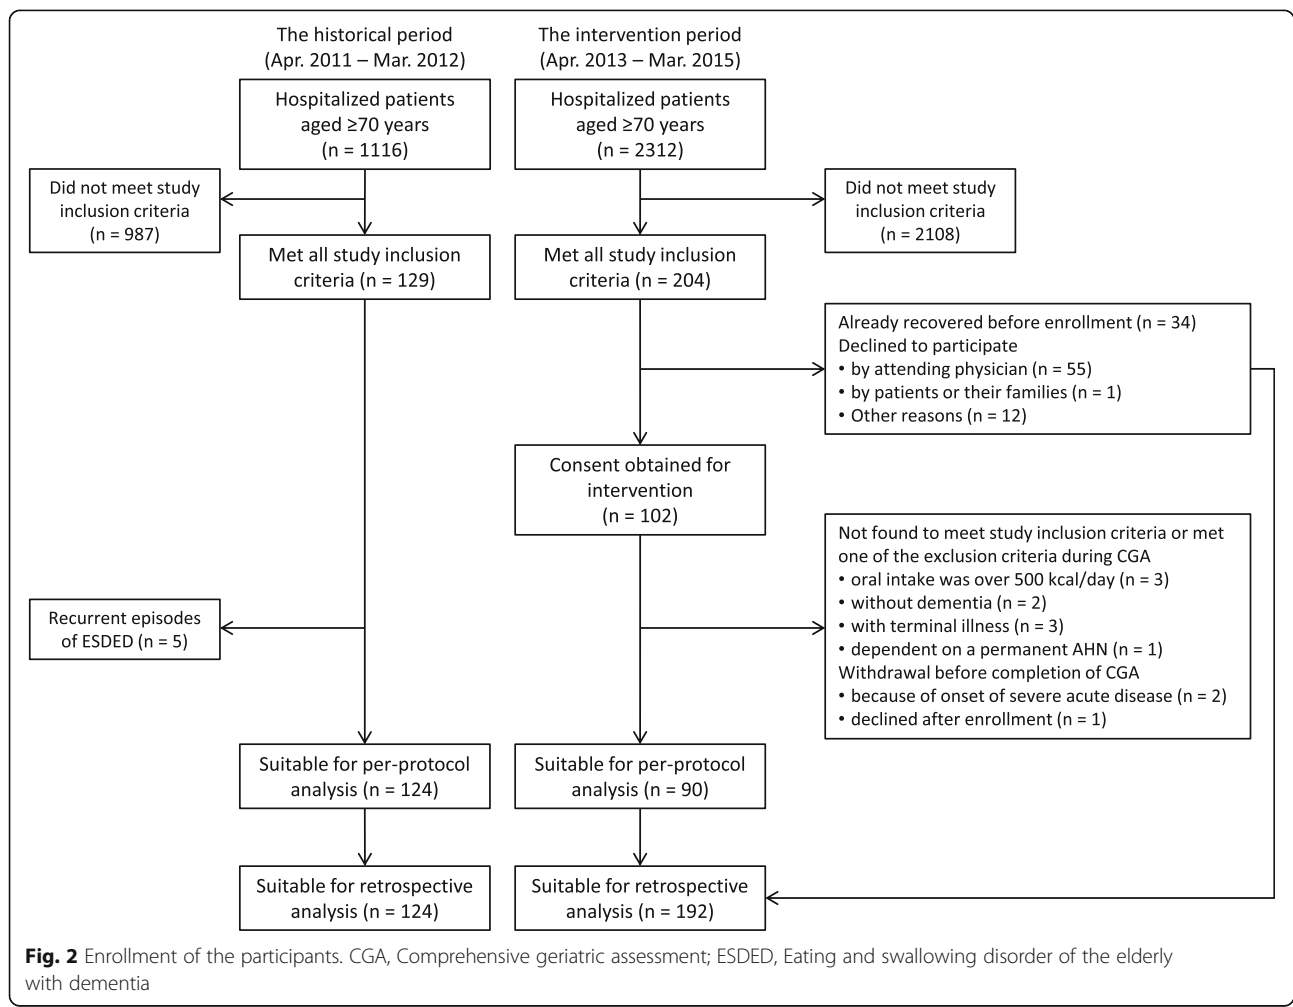 The historical period
(Apr. 2011 – Mar. 2012)
The intervention period
(Apr. 2013 – Mar. 2015)
Hospitalized patients
aged ≥70 years
(n = 1116)
Hospitalized patients
aged ≥70 years
(n = 2312)
Did not meet study
inclusion criteria
(n = 987)
Did not meet study
inclusion criteria
(n = 2108)
Met all study inclusion
criteria (n = 129)
Met all study inclusion
criteria (n = 204)
Already recovered before enrollment (n = 34)
Declined to participate
• by attending physician (n = 55)
• by patients or their families (n = 1)
• Other reasons (n = 12)
Consent obtained for
intervention
(n = 102)
Not found to meet study inclusion criteria or met
one of the exclusion criteria during CGA
• oral intake was over 500 kcal/day (n = 3)
• without dementia (n = 2)
• with terminal illness (n = 3)
• dependent on a permanent AHN (n = 1)
Withdrawal before completion of CGA
• because of onset of severe acute disease (n = 2)
• declined after enrollment (n = 1)
Recurrent episodes
of ESDED (n = 5)
Suitable for per-protocol
analysis (n = 124)
Suitable for per-protocol
analysis (n = 90)
Suitable for retrospective
analysis (n = 124)
Suitable for retrospective
analysis (n = 192)
Fig. 2 Enrollment of the participants. CGA, Comprehensive geriatric assessment; ESDED, Eating and swallowing disorder of the elderly
with dementia